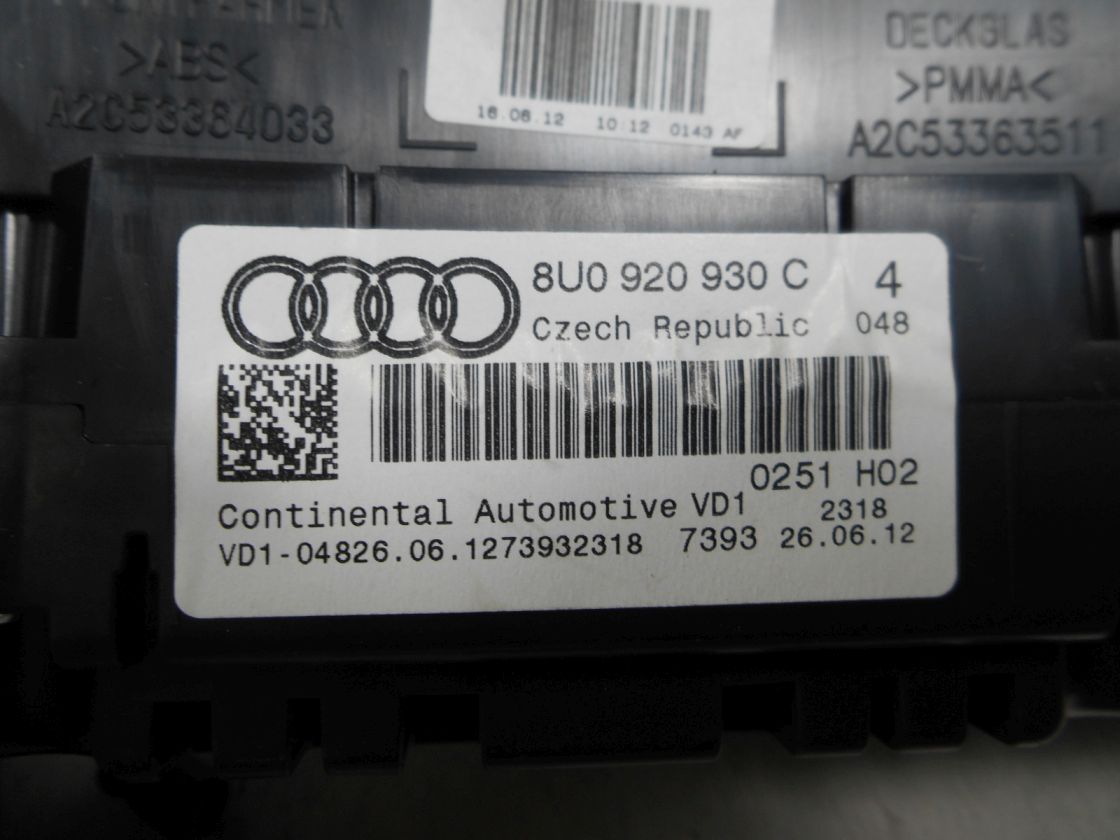 DECKGLAS
>ABS<
>PMMA<
A2C53384033
A2C53363511
16.06.12 10:12 0143 AF
8U0 920 930 C 4
Czech Republic 048
0251 H02
Continental Automotive VD1 2318
VD1-04826.06.1273932318 7393 26.06.12